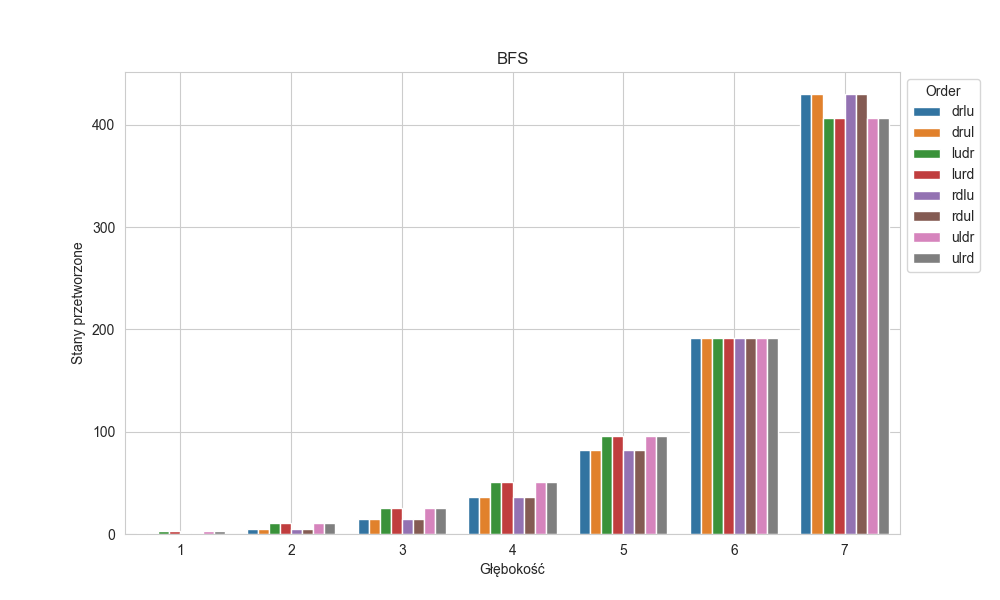 BFS
Stany przetworzone
400
300
200
100
0
1 2 3 4 5 6 7
Głębokość
Order
drlu
drul
ludr
lurd
rdlu
rdul
uldr
ulrd